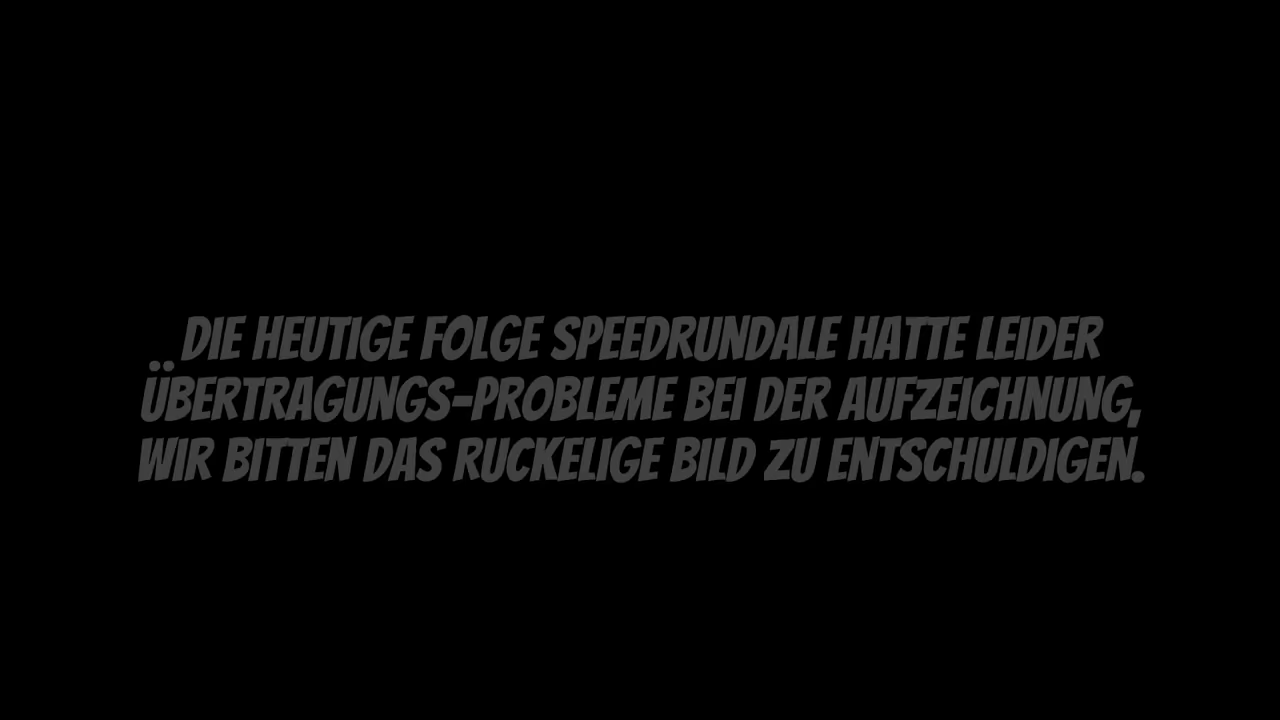 DIE HEUTIGE FOLGE SPEEDRUNDALE HATTE LEIDER
ÜBERTRAGUNGS-PROBLEME BEI DER AUFZEICHNUNG,
WIR BITTEN DAS RUCKELIGE BILD ZU ENTSCHULDIGEN.